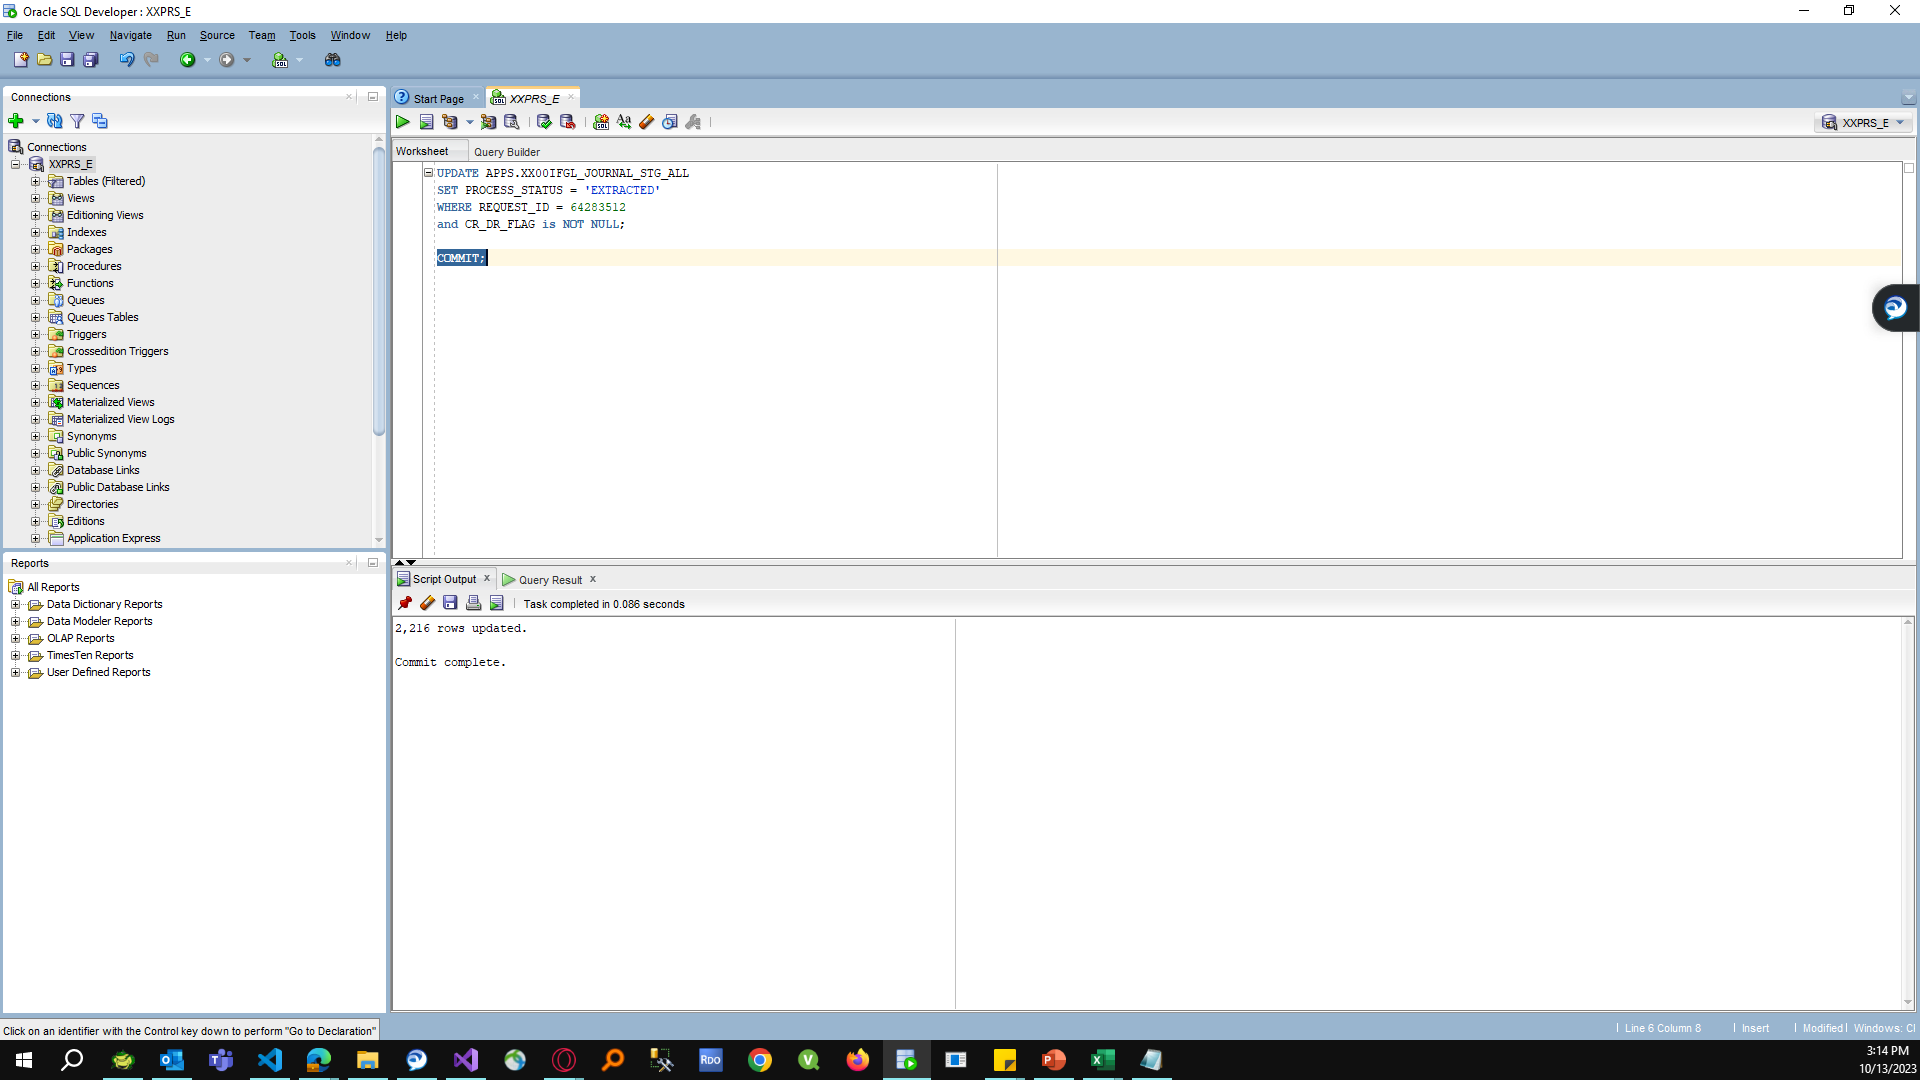 Oracle SQL Developer : XXPRS_E
File Edit View Navigate Run Source Team Tools Window Help
Connections
Connections
XXPRS_E
Tables (Filtered)
Views
Editioning Views
Indexes
Packages
Procedures
Functions
Queues
Queues Tables
Triggers
Crossedition Triggers
Types
Sequences
Materialized Views
Materialized View Logs
Synonyms
Public Synonyms
Database Links
Public Database Links
Directories
Editions
Application Express
Reports
All Reports
Data Dictionary Reports
Data Modeler Reports
OLAP Reports
TimesTen Reports
User Defined Reports
Start Page XXPRS_E
XXPRS_E
Worksheet Query Builder
UPDATE APPS.XX00IFGL_JOURNAL_STG_ALL
SET PROCESS_STATUS = 'EXTRACTED'
WHERE REQUEST_ID = 64283512
and CR_DR_FLAG is NOT NULL;
COMMIT;
Script Output x Query Result x
Task completed in 0.086 seconds
2,216 rows updated.
Commit complete.
Click on an identifier with the Control key down to perform "Go to Declaration"
Line 6 Column 8 Insert Modified Windows: Cl
3:14 PM
10/13/2023